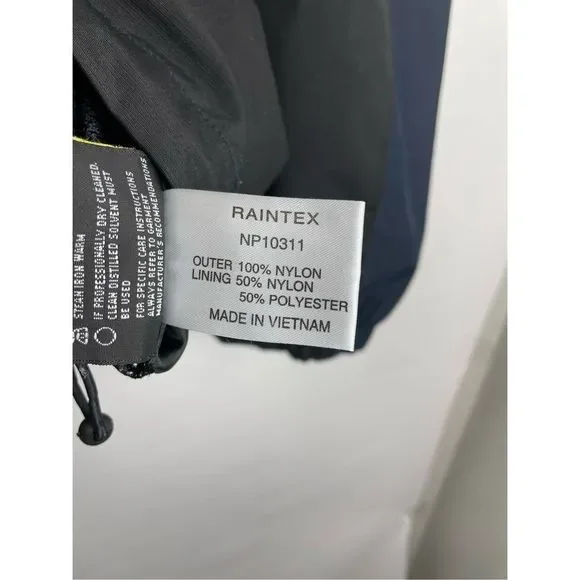 RAINTEX
NP10311
OUTER 100% NYLON
LINING 50% NYLON
50% POLYESTER
MADE IN VIETNAM
STEAM IRON WARM
IF PROFESSIONALLY DRY CLEANED,
CLEAN DISTILLED SOLVENT MUST
BE USED
FOR SPECIFIC CARE INSTRUCTIONS
ALWAYS REFER TO GARMENT
MANUFACTURER'S RECOMMENDATIONS